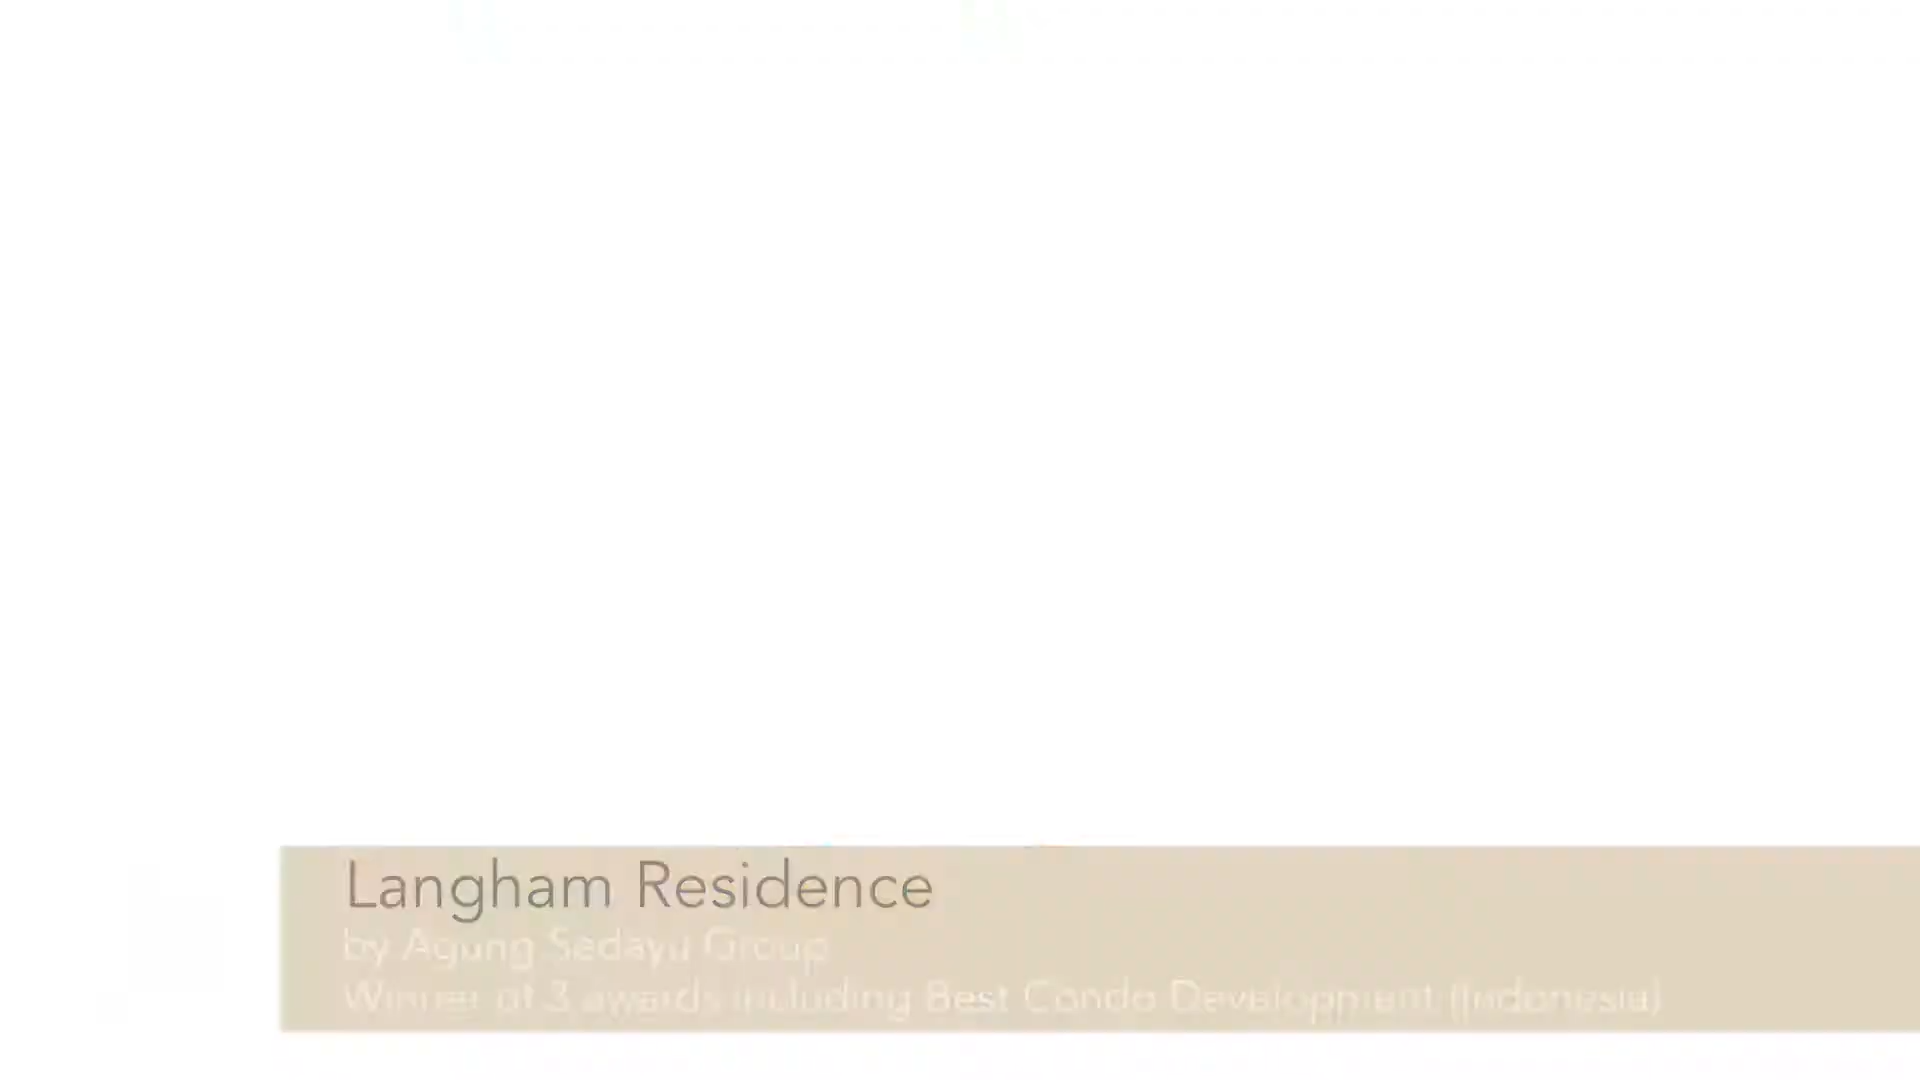 Langham Residence
by Agung Sedayu Group
Winner of 3 awards including Best Condo Development (Indonesia)